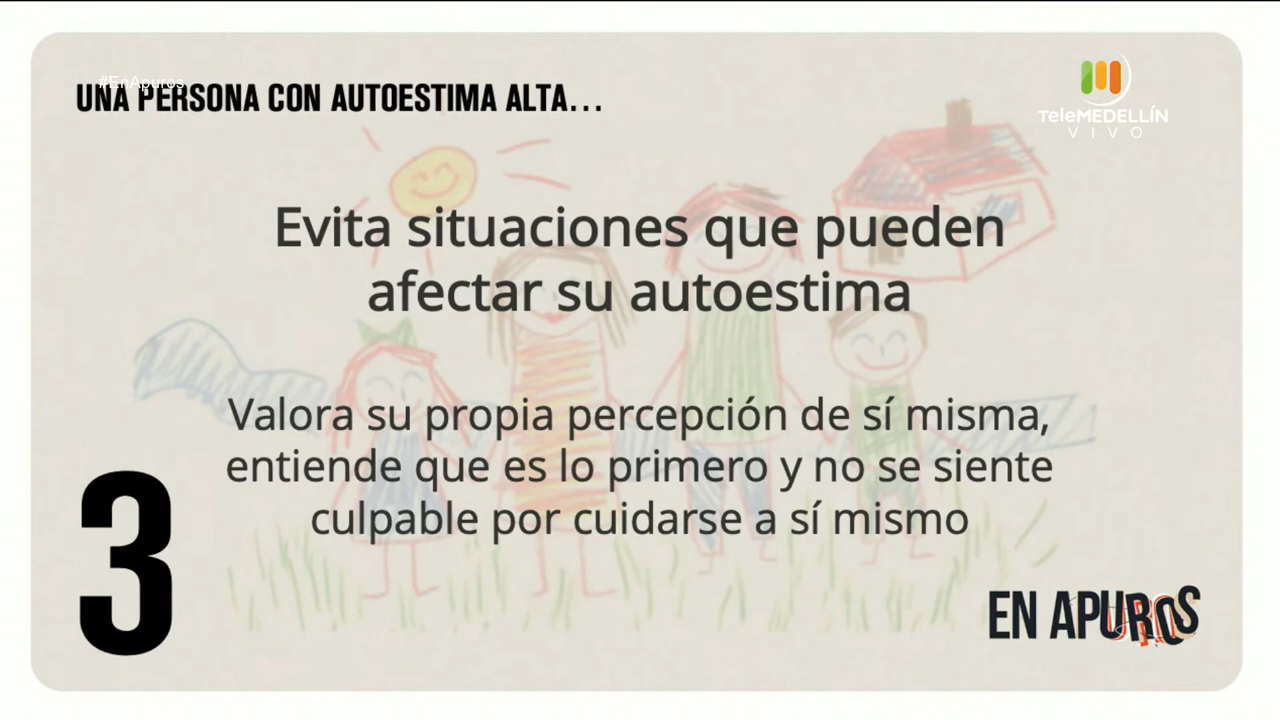 #EnApuros
UNA PERSONA CON AUTOESTIMA ALTA...
TeleMEDELLÍN
VIVO
Evita situaciones que pueden
afectar su autoestima
Valora su propia percepción de sí misma,
entiende que es lo primero y no se siente
culpable por cuidarse a sí mismo
3
EN APUROS